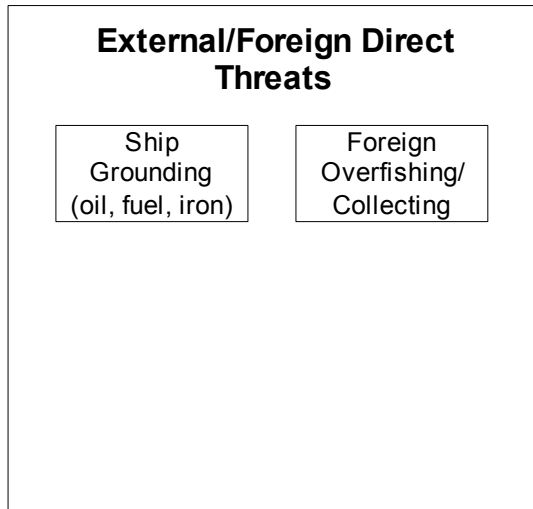 External/Foreign Direct
Threats
Ship
Grounding
(oil, fuel, iron)
Foreign
Overfishing/
Collecting